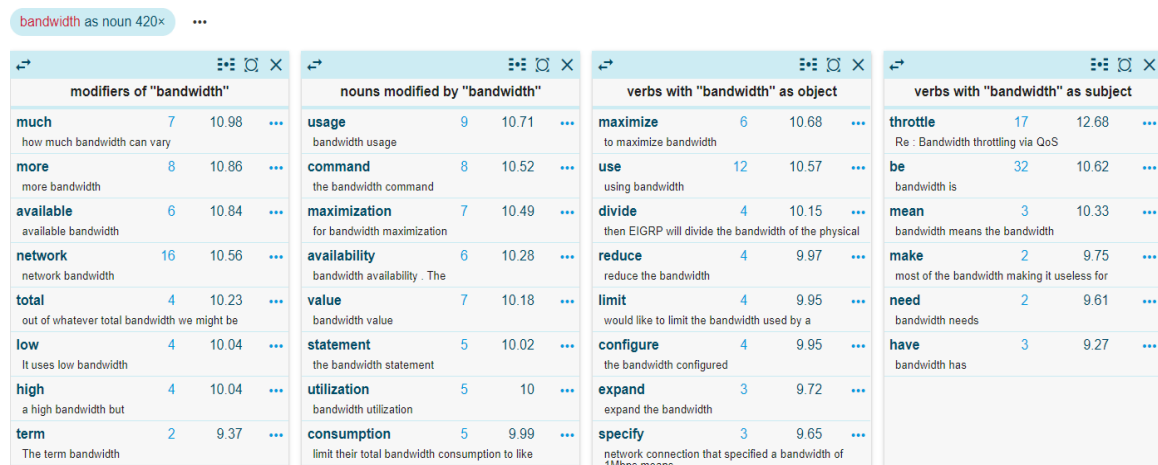 bandwidth as noun 420× •••
modifiers of "bandwidth"
much 7 10.98 •••
how much bandwidth can vary
more 8 10.86 •••
more bandwidth
available 6 10.84 •••
available bandwidth
network 16 10.56 •••
network bandwidth
total 4 10.23 •••
out of whatever total bandwidth we might be
low 4 10.04 •••
It uses low bandwidth
high 4 10.04 •••
a high bandwidth but
term 2 9.37 •••
The term bandwidth
nouns modified by "bandwidth"
usage 9 10.71 •••
bandwidth usage
command 8 10.52 •••
the bandwidth command
maximization 7 10.49 •••
for bandwidth maximization
availability 6 10.28 •••
bandwidth availability . The
value 7 10.18 •••
bandwidth value
statement 5 10.02 •••
the bandwidth statement
utilization 5 10 •••
bandwidth utilization
consumption 5 9.99 •••
limit their total bandwidth consumption to like
verbs with "bandwidth" as object
maximize 6 10.68 •••
to maximize bandwidth
use 12 10.57 •••
using bandwidth
divide 4 10.15 •••
then EIGRP will divide the bandwidth of the physical
reduce 4 9.97 •••
reduce the bandwidth
limit 4 9.95 •••
would like to limit the bandwidth used by a
configure 4 9.95 •••
the bandwidth configured
expand 3 9.72 •••
expand the bandwidth
specify 3 9.65 •••
network connection that specified a bandwidth of
1Mbps means
verbs with "bandwidth" as subject
throttle 17 12.68 •••
Re : Bandwidth throttling via QoS
be 32 10.62 •••
bandwidth is
mean 3 10.33 •••
bandwidth means the bandwidth
make 2 9.75 •••
most of the bandwidth making it useless for
need 2 9.61 •••
bandwidth needs
have 3 9.27 •••
bandwidth has